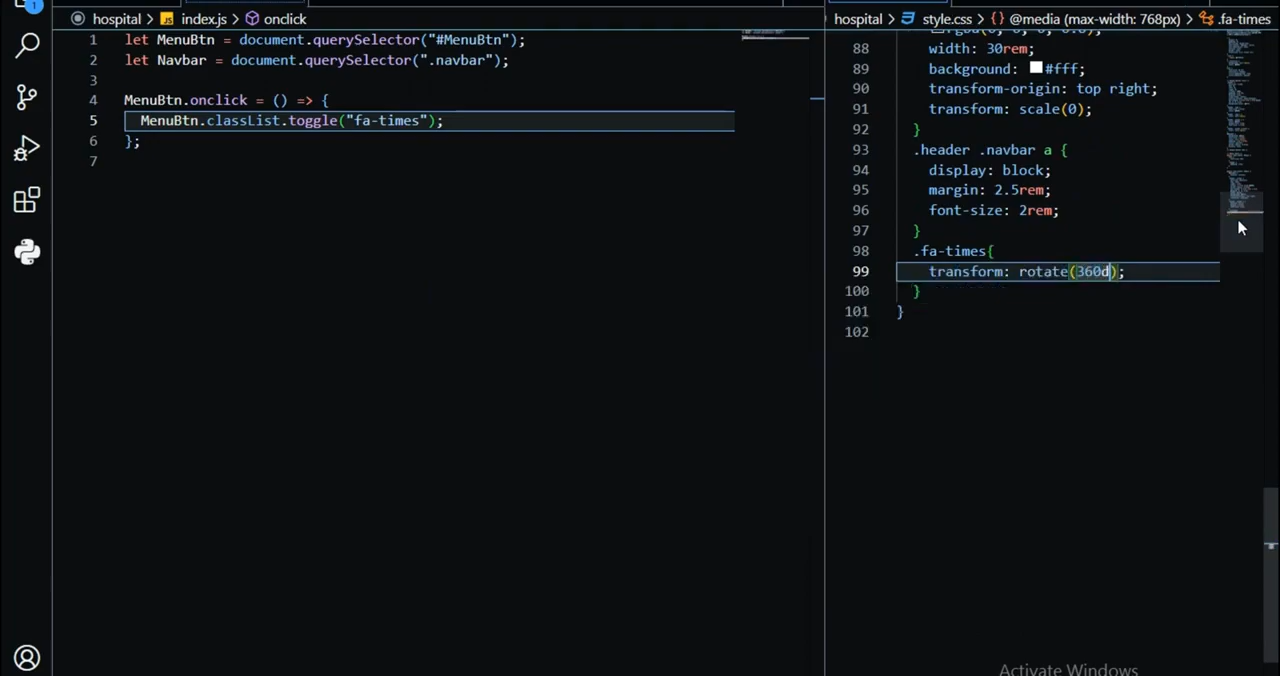 1
hospital > index.js > onclick
1 let MenuBtn = document.querySelector("#MenuBtn");
2 let Navbar = document.querySelector(".navbar");
3
4 MenuBtn.onclick = () => {
5 MenuBtn.classList.toggle("fa-times");
6 };
7
hospital > style.css > {} @media (max-width: 768px) > .fa-times
88 width: 30rem;
89 background: #fff;
90 transform-origin: top right;
91 transform: scale(0);
92 }
93 .header .navbar a {
94 display: block;
95 margin: 2.5rem;
96 font-size: 2rem;
97 }
98 .fa-times{
99 transform: rotate(360d);
100 }
101 }
102
Activate Windows